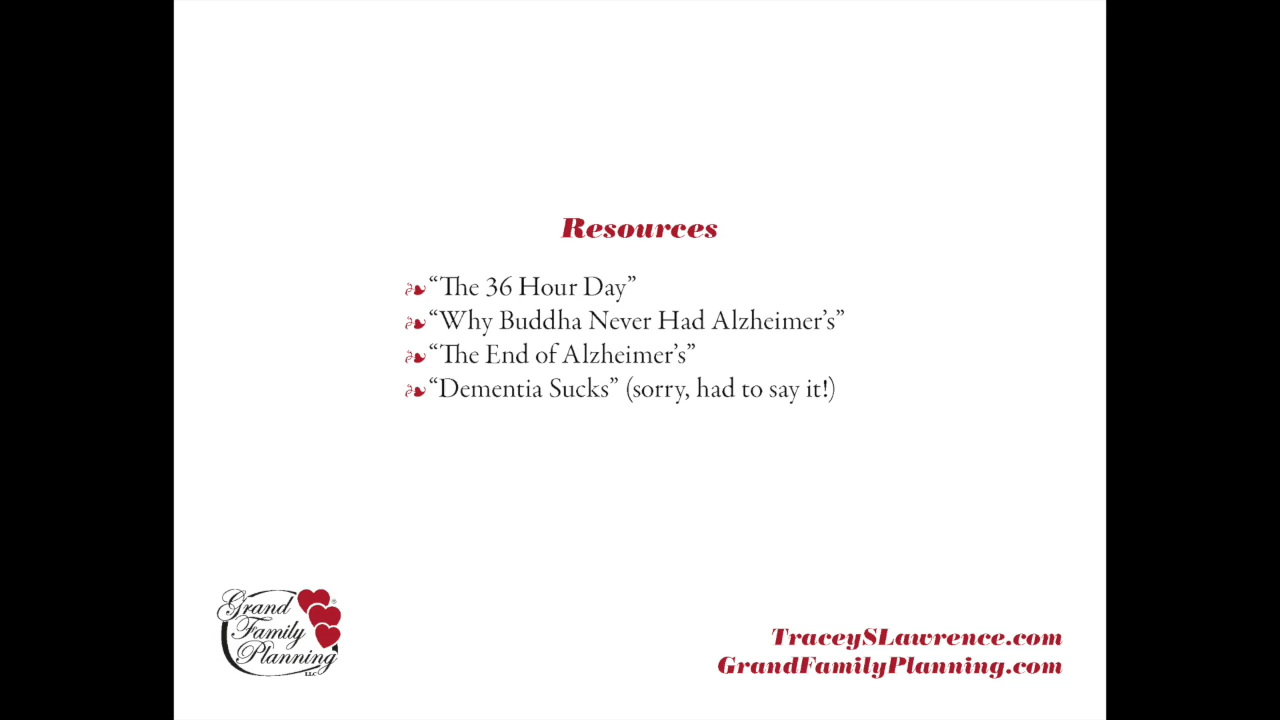 Resources
“The 36 Hour Day”
“Why Buddha Never Had Alzheimer’s”
“The End of Alzheimer’s”
“Dementia Sucks” (sorry, had to say it!)
Grand
Family
Planning
LLC
®
TraceySLawrence.com
GrandFamilyPlanning.com